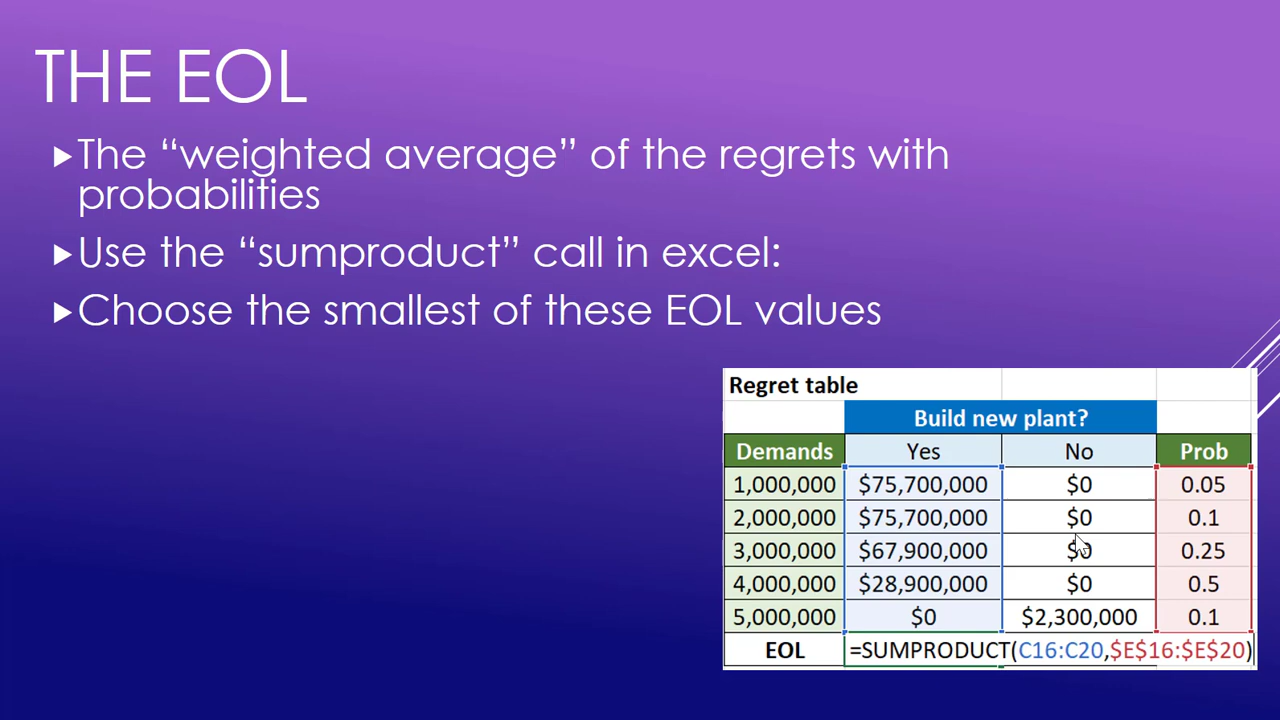 THE EOL
▶The “weighted average” of the regrets with
probabilities
▶Use the “sumproduct” call in excel:
▶Choose the smallest of these EOL values
Regret table
Build new plant?
Demands Yes No Prob
1,000,000 $75,700,000 $0 0.05
2,000,000 $75,700,000 $0 0.1
3,000,000 $67,900,000 $0 0.25
4,000,000 $28,900,000 $0 0.5
5,000,000 $0 $2,300,000 0.1
EOL =SUMPRODUCT(C16:C20,$E$16:$E$20)